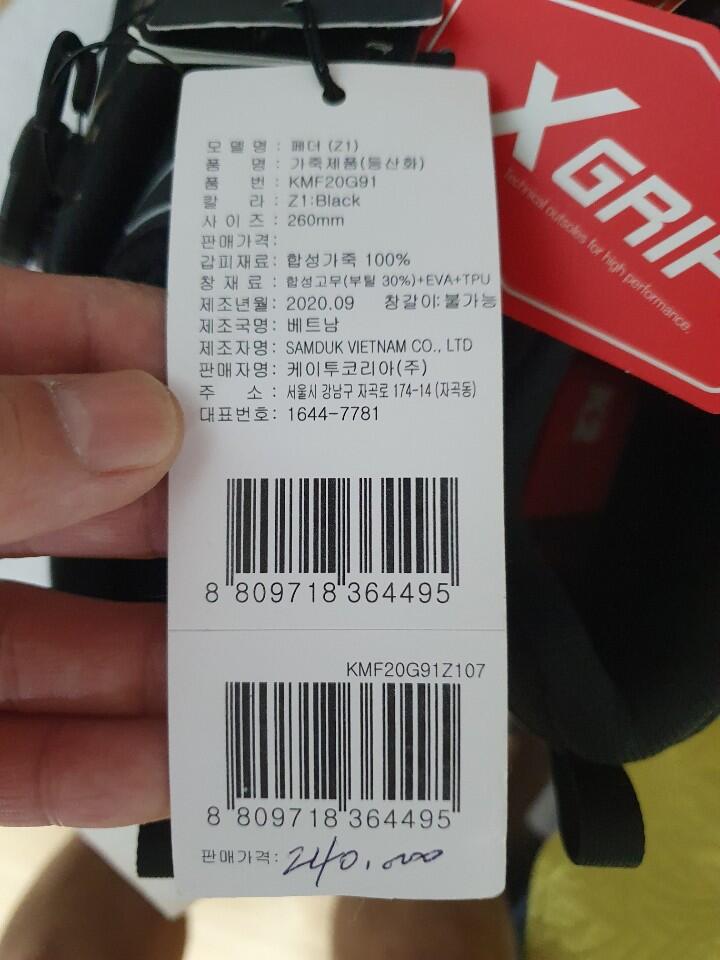 모 델 명 : 페더 (Z1)
품 명 : 가죽제품(등산화)
품 번 : KMF20G91
칼 라 : Z1:Black
사 이 즈 : 260mm
판매가격:
갑피재료: 합성가죽 100%
창 재 료 : 합성고무(부틸 30%)+EVA+TPU
제조년월: 2020.09 창갈이:불가능
제조국명: 베트남
제조자명: SAMDUK VIETNAM CO., LTD
판매자명: 케이투코리아(주)
주 소 : 서울시 강남구 자곡로 174-14 (자곡동)
대표번호: 1644-7781
8 809718 364495
KMF20G91Z107
8 809718 364495
판매가격: 240,000
X GRIP
Technical outsoles for high performance.
K2